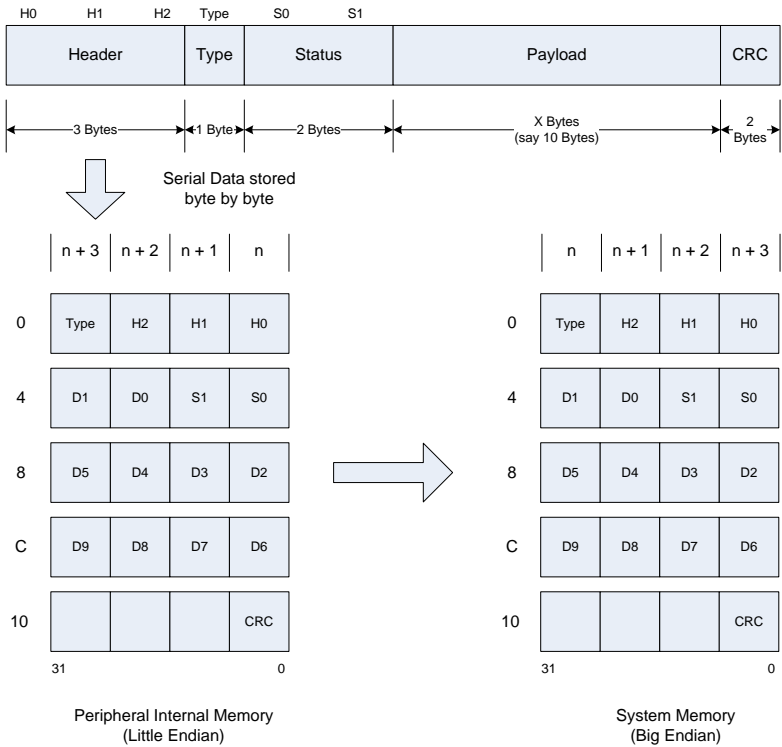 H0 H1 H2 Type S0 S1
Header Type Status Payload CRC
3 Bytes 1 Byte 2 Bytes X Bytes (say 10 Bytes) 2 Bytes
Serial Data stored
byte by byte
n + 3 n + 2 n + 1 n
0 Type H2 H1 H0
4 D1 D0 S1 S0
8 D5 D4 D3 D2
C D9 D8 D7 D6
10 CRC
31 0
Peripheral Internal Memory
(Little Endian)
n n + 1 n + 2 n + 3
0 Type H2 H1 H0
4 D1 D0 S1 S0
8 D5 D4 D3 D2
C D9 D8 D7 D6
10 CRC
31 0
System Memory
(Big Endian)